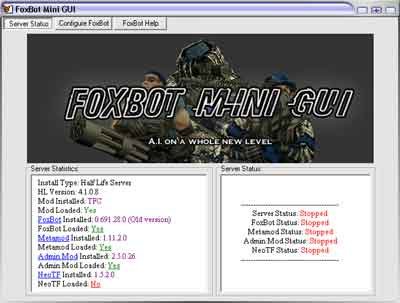 FoxBot Mini GUI
Server Status Configure FoxBot FoxBot Help
FOXBOT MINI GUI
A.I. ON A WHOLE NEW LEVEL
Server Statistics:
Install Type: Half Life Server
HL Version: 4.1.0.8
Mod Installed: TFC
Mod Loaded: Yes
FoxBot Installed: 0.691.28.0 (Old version)
FoxBot Loaded: Yes
Metamod Installed: 1.11.2.0
Metamod Loaded: Yes
Admin Mod Installed: 2.5.0.26
Admin Mod Loaded: Yes
NeoTF Installed: 1.5.2.0
NeoTF Loaded: No
Server Status:
----------------------------------
Server Status: Stopped
FoxBot Status: Stopped
Metamod Status: Stopped
Admin Mod Status: Stopped
NeoTF Status: Stopped
----------------------------------